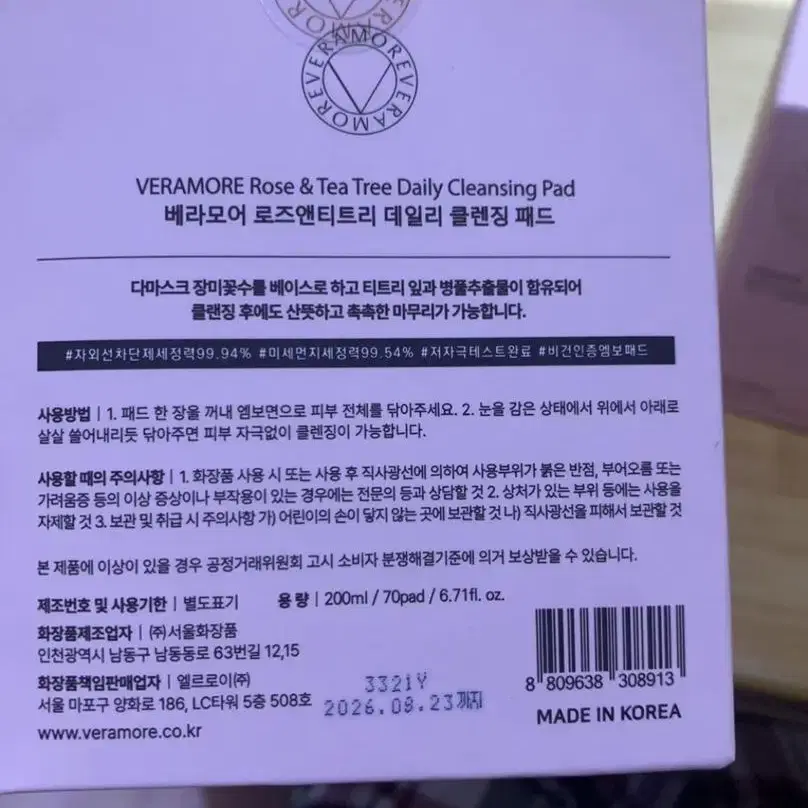 VERAMORE VERAMORE
VERAMORE Rose & Tea Tree Daily Cleansing Pad
베라모어 로즈앤티트리 데일리 클렌징 패드
다마스크 장미꽃수를 베이스로 하고 티트리 잎과 병풀추출물이 함유되어
클랜징 후에도 산뜻하고 촉촉한 마무리가 가능합니다.
#자외선차단제세정력99.94% #미세먼지세정력99.54% #저자극테스트완료 #비건인증엠보패드
사용방법 | 1. 패드 한 장을 꺼내 엠보면으로 피부 전체를 닦아주세요. 2. 눈을 감은 상태에서 위에서 아래로
살살 쓸어내리듯 닦아주면 피부 자극없이 클렌징이 가능합니다.
사용할 때의 주의사항 | 1. 화장품 사용 시 또는 사용 후 직사광선에 의하여 사용부위가 붉은 반점, 부어오름 또는
가려움증 등의 이상 증상이나 부작용이 있는 경우에는 전문의 등과 상담할 것 2. 상처가 있는 부위 등에는 사용을
자제할 것 3. 보관 및 취급 시 주의사항 가) 어린이의 손이 닿지 않는 곳에 보관할 것 나) 직사광선을 피해서 보관할 것
본 제품에 이상이 있을 경우 공정거래위원회 고시 소비자 분쟁해결기준에 의거 보상받을 수 있습니다.
제조번호 및 사용기한 | 별도표기 용량 | 200ml / 70pad / 6.71fl. oz.
화장품제조업자 | (주)서울화장품
인천광역시 남동구 남동동로 63번길 12,15
화장품책임판매업자 | 엘르로이(주)
서울 마포구 양화로 186, LC타워 5층 508호
www.veramore.co.kr
3321Y
2026.08.23까지
8 809638 308913
MADE IN KOREA